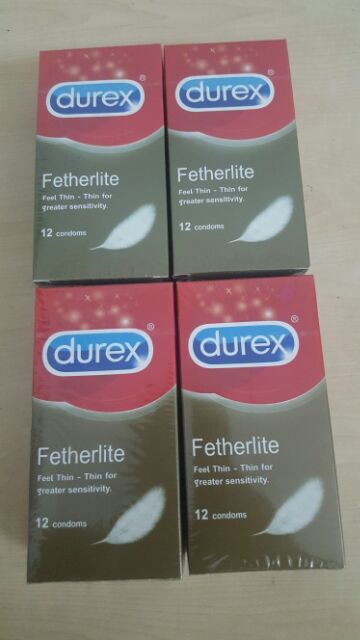 durex®
Fetherlite
Feel Thin - Thin for
greater sensitivity.
12 condoms
durex®
Fetherlite
Feel Thin - Thin for
greater sensitivity.
12 condoms
durex®
Fetherlite
Feel Thin - Thin for
greater sensitivity.
12 condoms
durex®
Fetherlite
Feel Thin - Thin for
greater sensitivity.
12 condoms